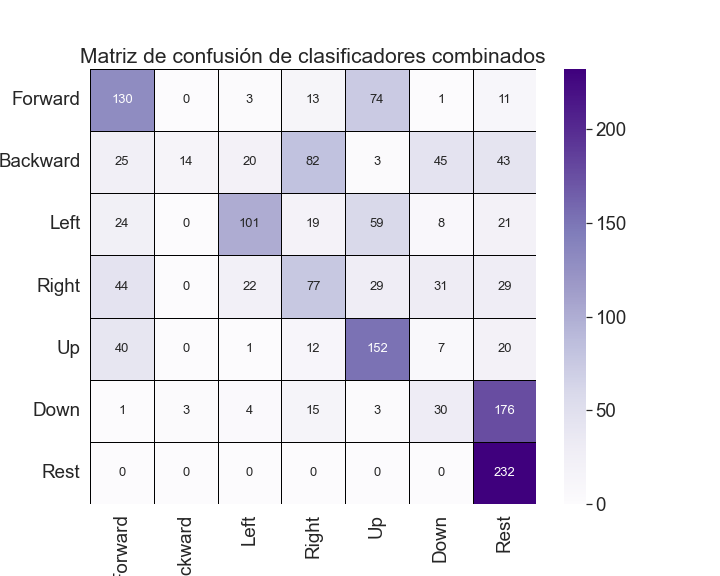 Matriz de confusión de clasificadores combinados
Forward 130 0 3 13 74 1 11
Backward 25 14 20 82 3 45 43
Left 24 0 101 19 59 8 21
Right 44 0 22 77 29 31 29
Up 40 0 1 12 152 7 20
Down 1 3 4 15 3 30 176
Rest 0 0 0 0 0 0 232
Forward ckward Left Right Up Down Rest
200
150
100
50
0